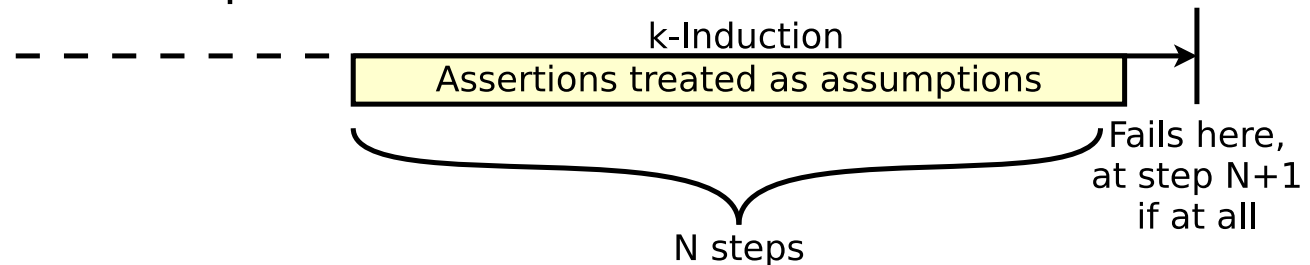 k-Induction
Assertions treated as assumptions
Fails here,
at step N+1
if at all
N steps